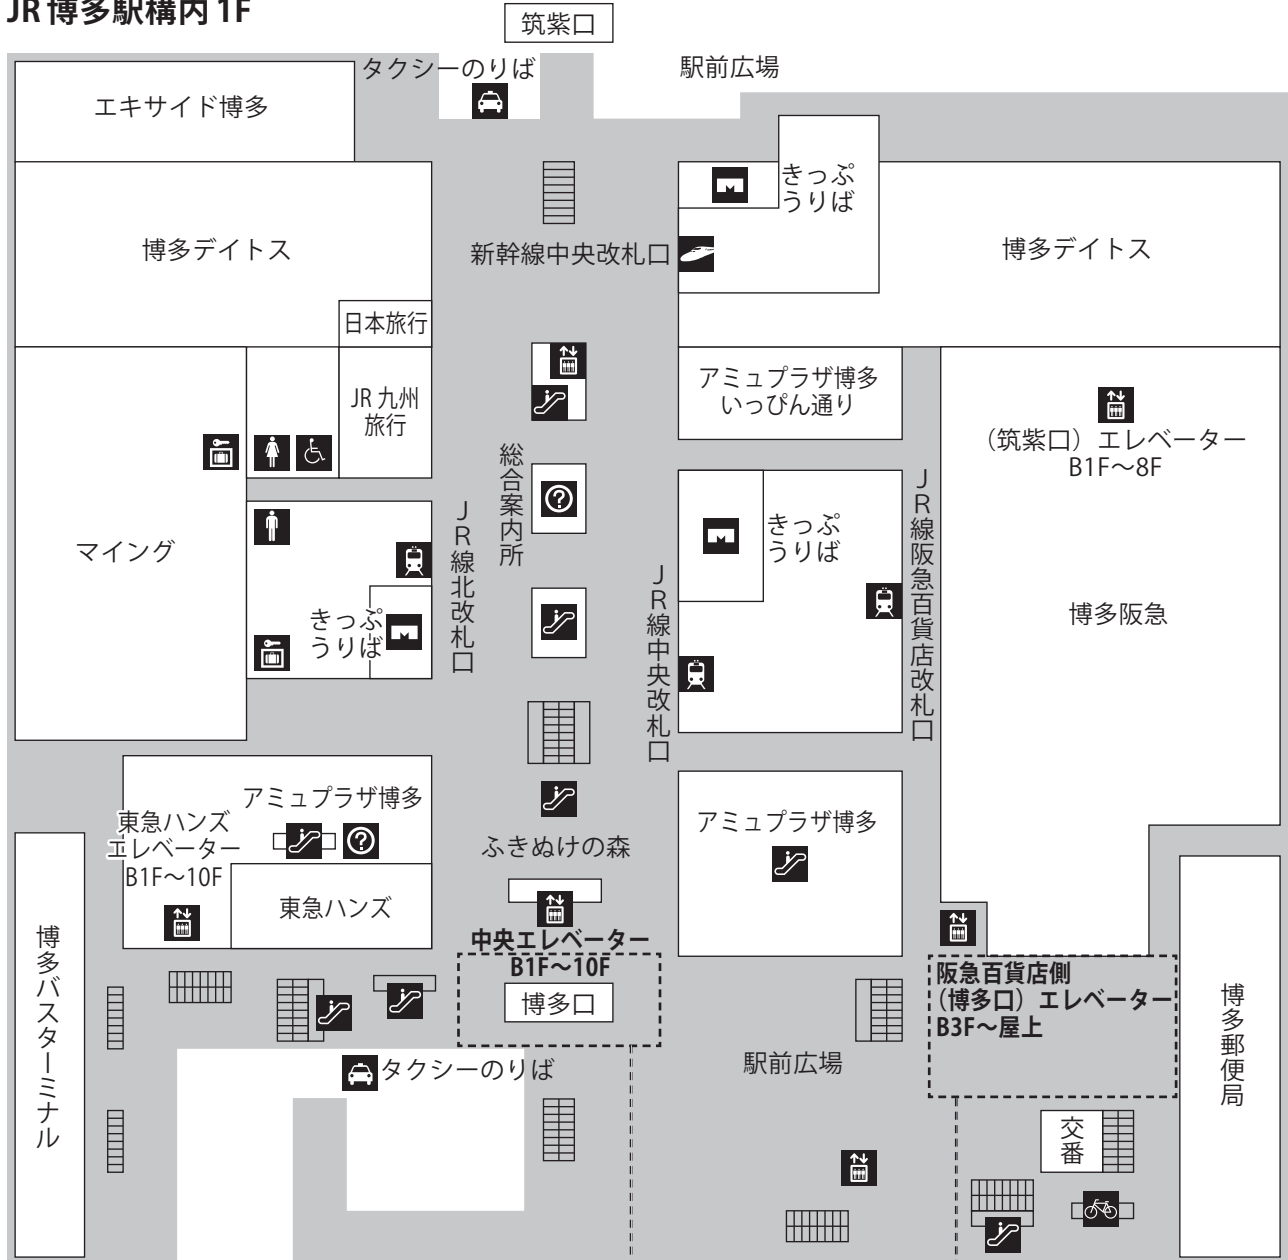 JR博多駅構内 1F
筑紫口
タクシーのりば
駅前広場
エキサイド博多
博多デイトス
きっぷ
うりば
新幹線中央改札口
博多デイトス
日本旅行
JR 九州
旅行
アミュプラザ博多
いっぴん通り
(筑紫口)エレベーター
B1F～8F
総合案内所
マイング
JR線北改札口
きっぷ
うりば
きっぷ
うりば
JR線中央改札口
JR線阪急百貨店改札口
博多阪急
アミュプラザ博多
東急ハンズ
エレベーター
B1F～10F
東急ハンズ
ふきぬけの森
アミュプラザ博多
中央エレベーター
B1F～10F
博多口
阪急百貨店側
(博多口)エレベーター
B3F～屋上
博多バスターミナル
タクシーのりば
駅前広場
博多郵便局
交番